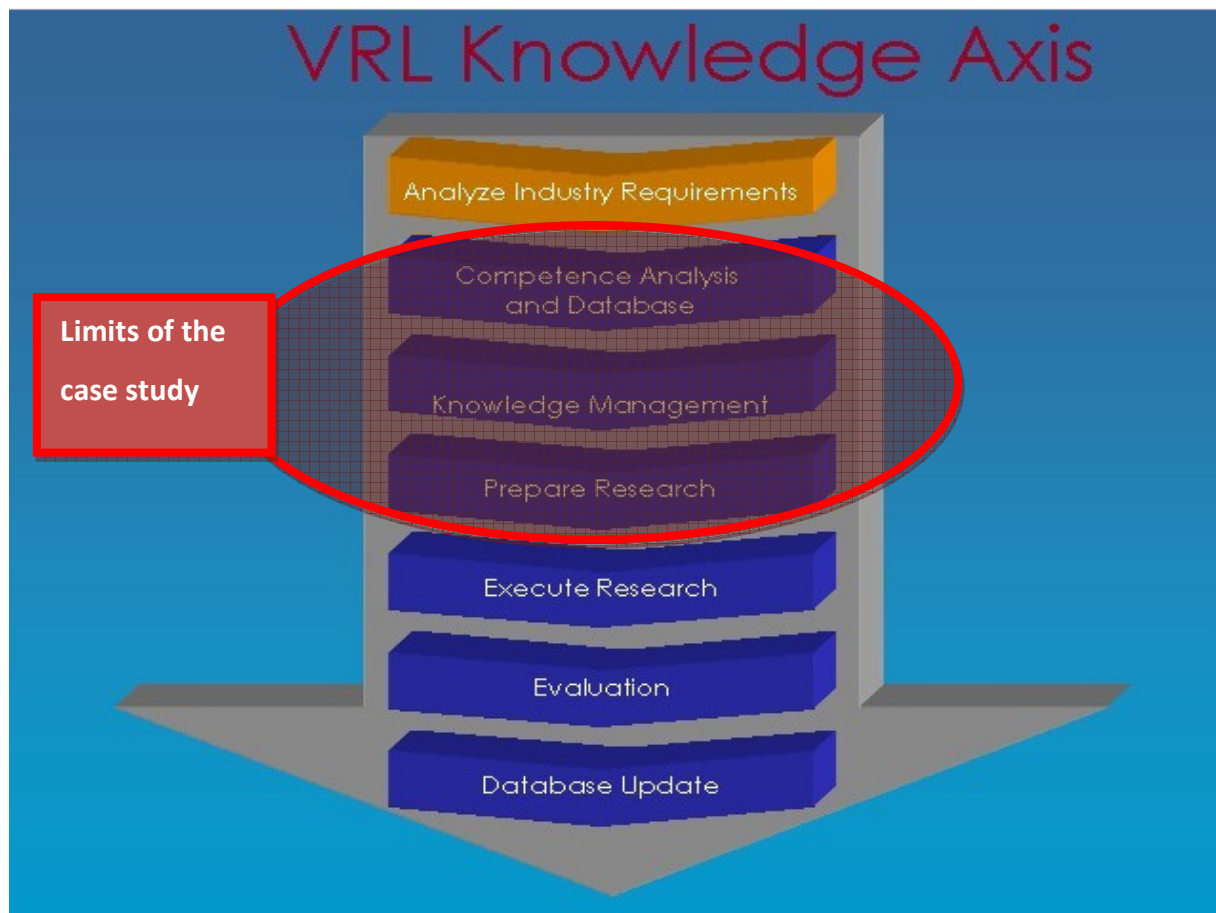 VRL Knowledge Axis
Analyze Industry Requirements
Competence Analysis
and Database
Limits of the
case study
Knowledge Management
Prepare Research
Execute Research
Evaluation
Database Update